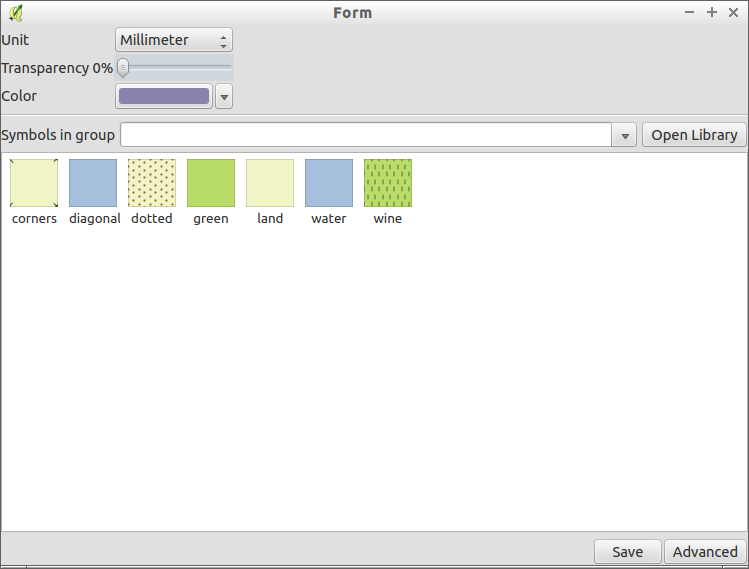 Form
Unit Millimeter
Transparency 0%
Color
Symbols in group Open Library
corners diagonal dotted green land water wine
Save Advanced